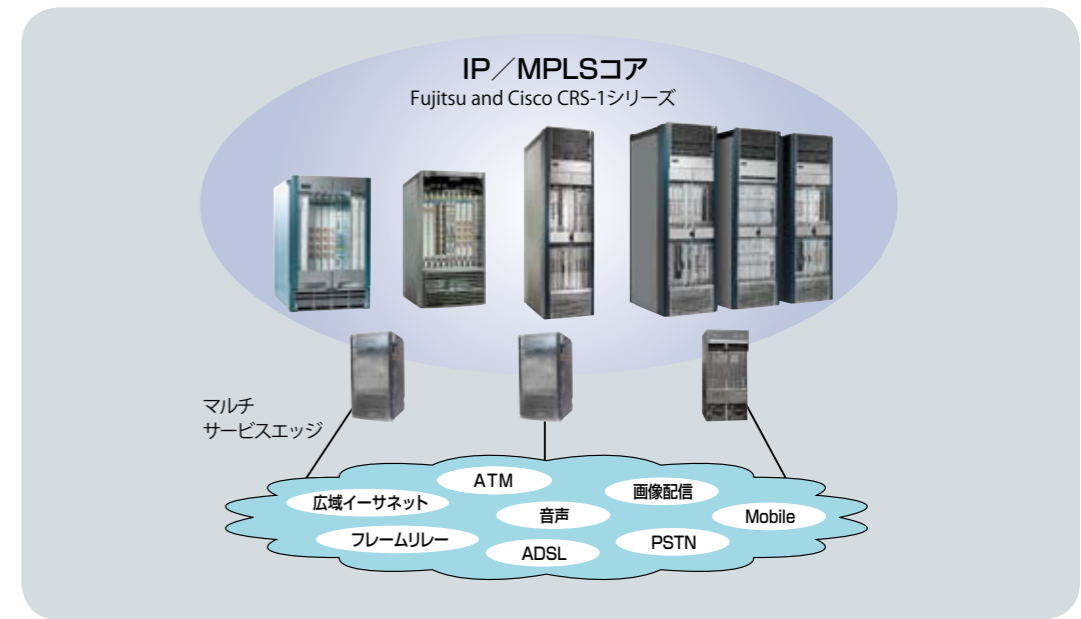 IP／MPLSコア
Fujitsu and Cisco CRS-1シリーズ
マルチ
サービスエッジ
ATM
画像配信
広域イーサネット
音声
Mobile
フレームリレー
ADSL
PSTN